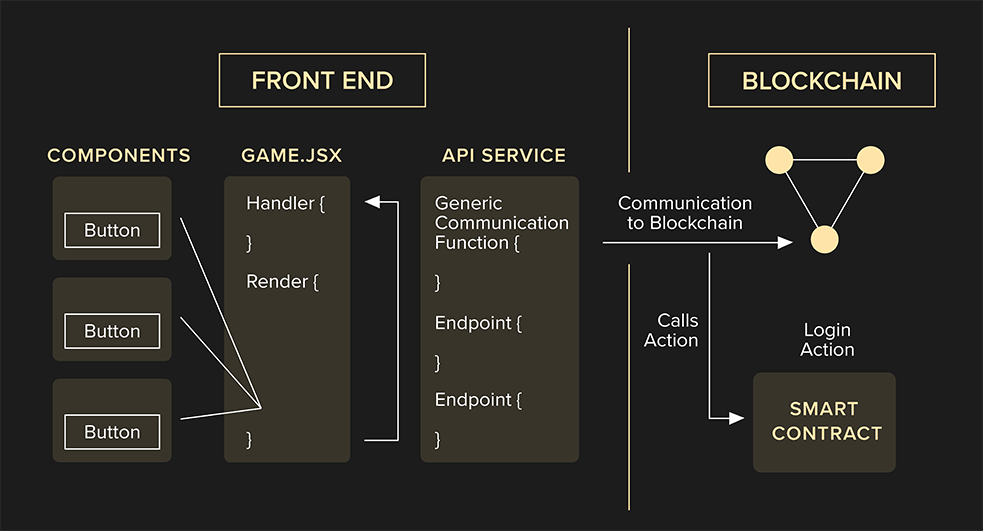 FRONT END
BLOCKCHAIN
COMPONENTS
GAME.JSX
API SERVICE
Button
Button
Button
Handler {
}
Render {
}
Generic
Communication
Function {
}
Endpoint {
}
Endpoint {
}
Communication
to Blockchain
Calls
Action
Login
Action
SMART
CONTRACT